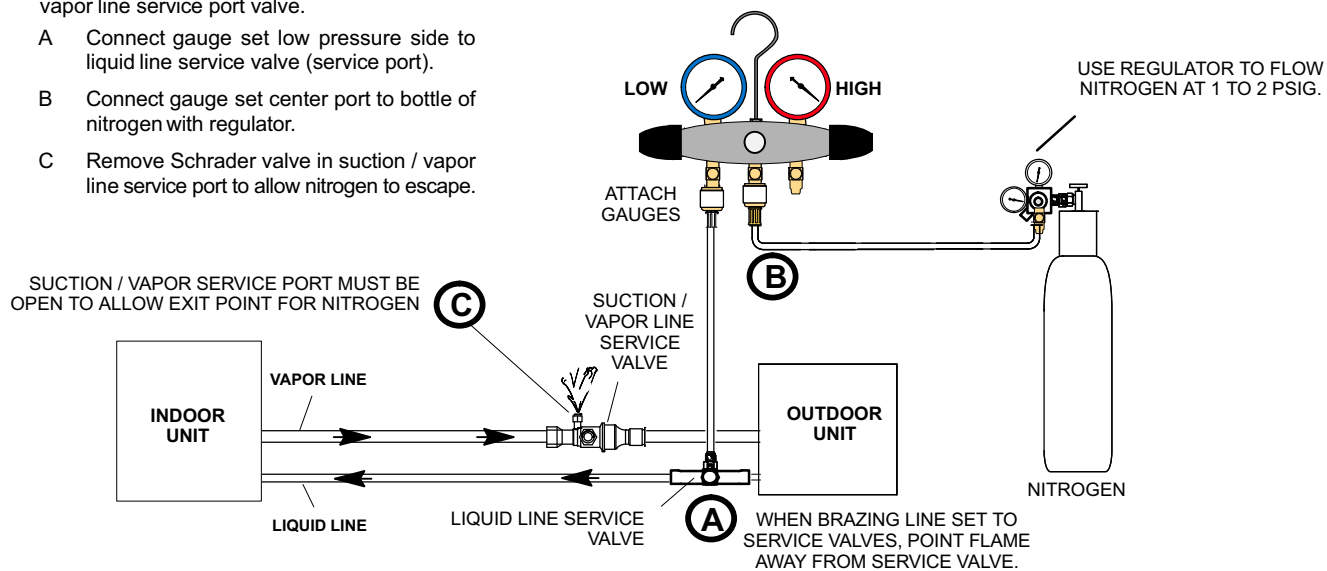 vapor line service port valve.
A Connect gauge set low pressure side to
liquid line service valve (service port).
B Connect gauge set center port to bottle of
nitrogen with regulator.
C Remove Schrader valve in suction / vapor
line service port to allow nitrogen to escape.
LOW
HIGH
USE REGULATOR TO FLOW
NITROGEN AT 1 TO 2 PSIG.
ATTACH
GAUGES
B
SUCTION / VAPOR SERVICE PORT MUST BE
OPEN TO ALLOW EXIT POINT FOR NITROGEN
C
SUCTION /
VAPOR LINE
SERVICE
VALVE
VAPOR LINE
INDOOR
UNIT
OUTDOOR
UNIT
NITROGEN
LIQUID LINE
LIQUID LINE SERVICE
VALVE
A
WHEN BRAZING LINE SET TO
SERVICE VALVES, POINT FLAME
AWAY FROM SERVICE VALVE.